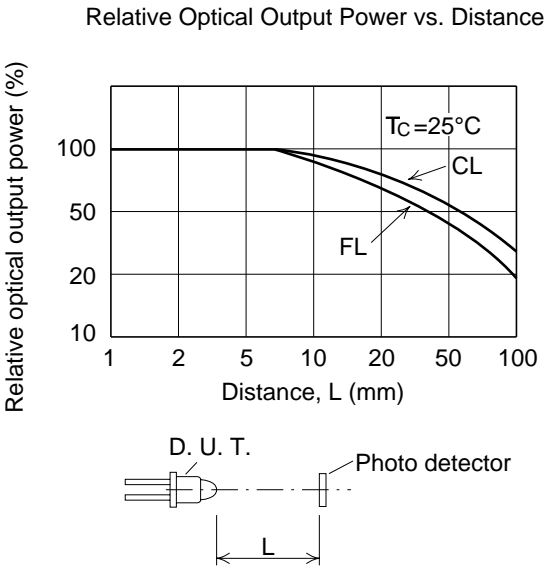 Relative Optical Output Power vs. Distance
Relative optical output power (%)
TC=25°C
100
CL
50
FL
20
10
1 2 5 10 20 50 100
Distance, L (mm)
D. U. T.
Photo detector
L